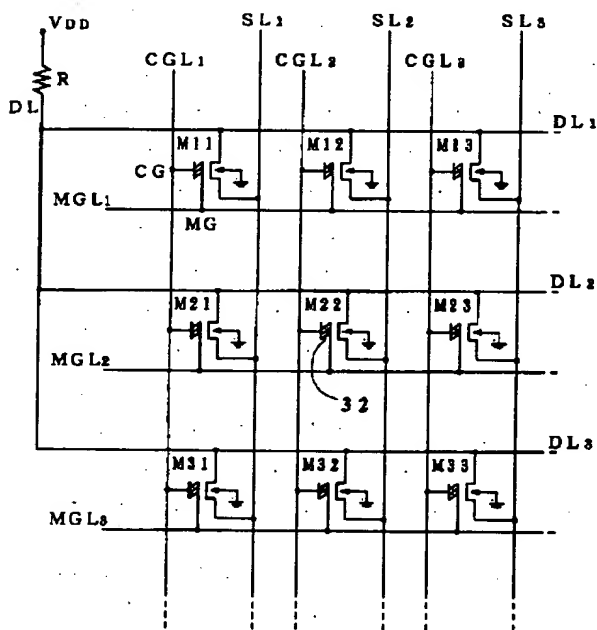 VDD SL1 SL2 SL3
CGL1 CGL2 CGL3
R
DL
DL1
M11 M12 M13
CG
MGL1
MG
DL2
M21 M22 M23
MGL2
32
DL3
M31 M32 M33
MGL3